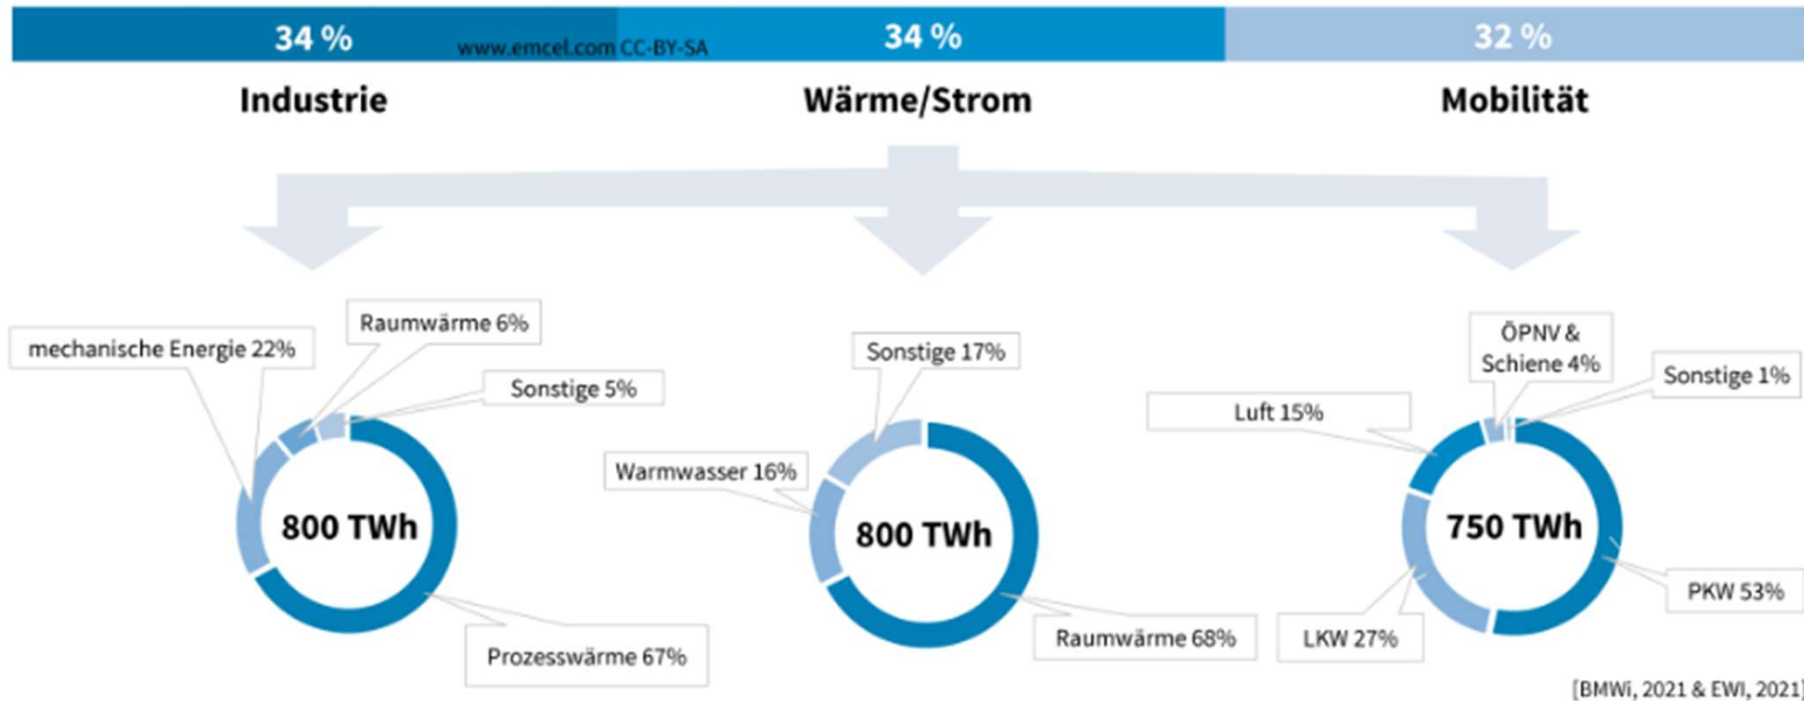 34 %
34 %
32 %
www.emcel.com CC-BY-SA
Industrie
Wärme/Strom
Mobilität
mechanische Energie 22%
Raumwärme 6%
Sonstige 5%
800 TWh
Prozesswärme 67%
Sonstige 17%
Warmwasser 16%
800 TWh
Raumwärme 68%
ÖPNV &
Schiene 4%
Sonstige 1%
Luft 15%
750 TWh
PKW 53%
LKW 27%
[BMWi, 2021 & EWI, 2021]